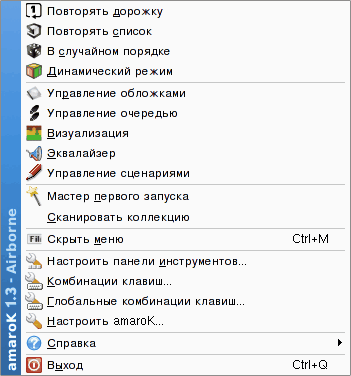 Повторять дорожку
Повторять список
В случайном порядке
Динамический режим
Управление обложками
Управление очередью
Визуализация
Эквалайзер
Управление сценариями
Мастер первого запуска
Сканировать коллекцию
Скрыть меню Ctrl+M
Настроить панели инструментов...
Комбинации клавиш...
Глобальные комбинации клавиш...
Настроить amaroK...
Справка
Выход Ctrl+Q
amaroK 1.3 - Airborne